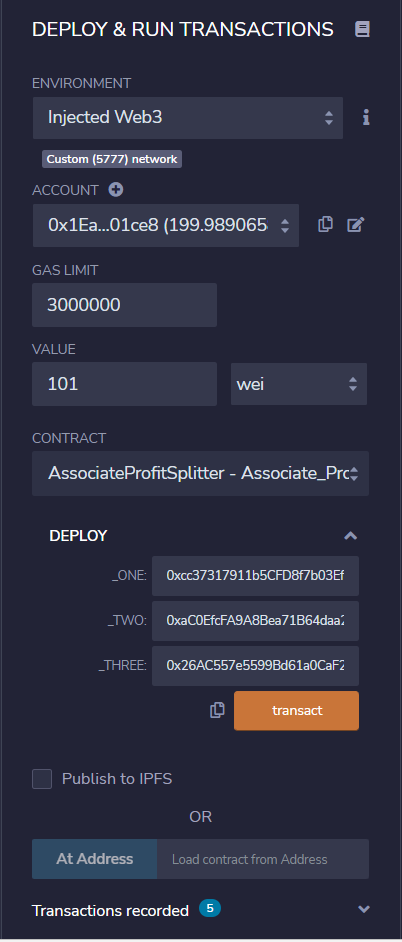 DEPLOY & RUN TRANSACTIONS
ENVIRONMENT
Injected Web3
Custom (5777) network
ACCOUNT
0x1Ea...01ce8 (199.989065
GAS LIMIT
3000000
VALUE
101 wei
CONTRACT
AssociateProfitSplitter - Associate_Pro
DEPLOY
_ONE: 0xcc37317911b5CFD8f7b03Ef
_TWO: 0xaC0EfcFA9A8Bea71B64daa2
_THREE: 0x26AC557e5599Bd61a0CaF2
transact
Publish to IPFS
OR
At Address Load contract from Address
Transactions recorded 5